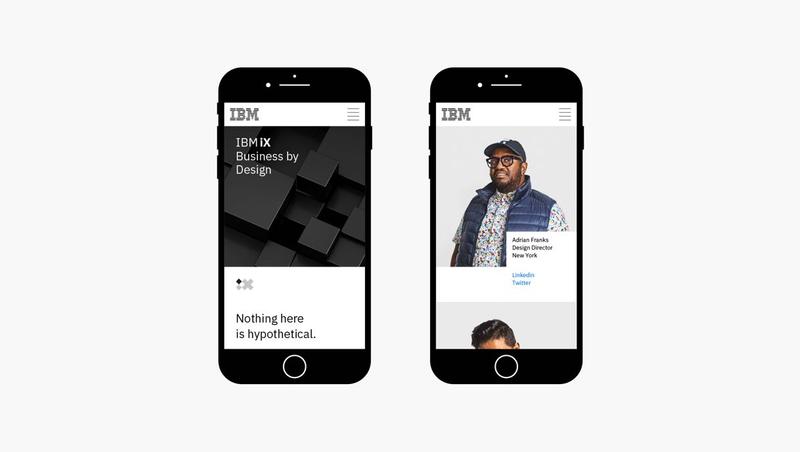 IBM
IBM iX
Business by
Design
Nothing here
is hypothetical.
IBM
Adrian Franks
Design Director
New York
Linkedin
Twitter